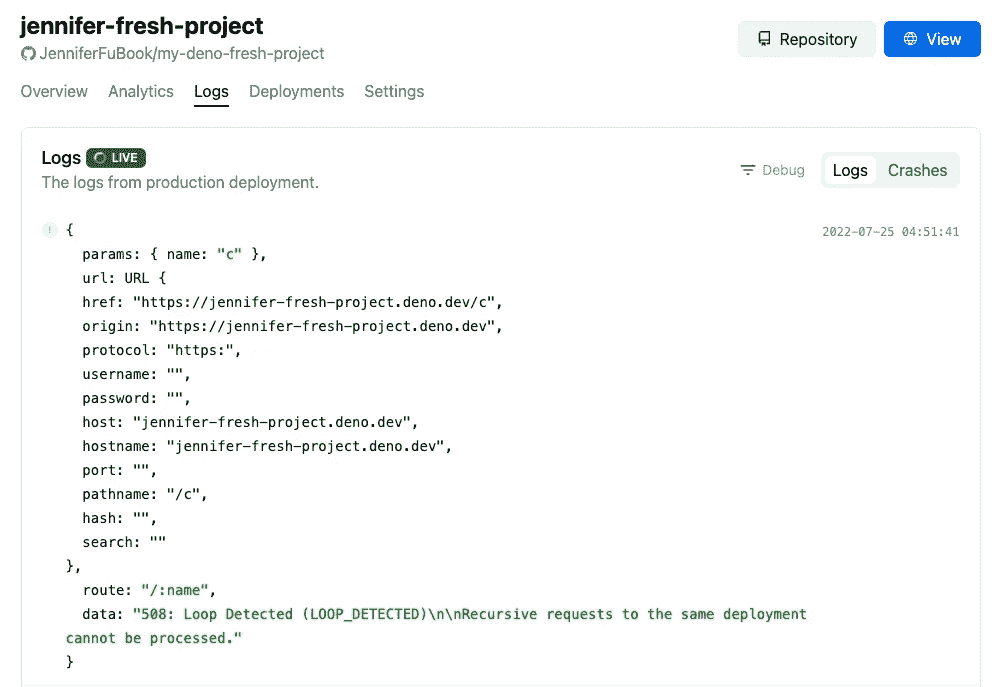 jennifer-fresh-project
JenniferFuBook/my-deno-fresh-project
Repository
View
Overview Analytics Logs Deployments Settings
Logs LIVE
The logs from production deployment.
Debug
Logs Crashes
! {
2022-07-25 04:51:41
params: { name: "c" },
url: URL {
href: "https://jennifer-fresh-project.deno.dev/c",
origin: "https://jennifer-fresh-project.deno.dev",
protocol: "https:",
username: "",
password: "",
host: "jennifer-fresh-project.deno.dev",
hostname: "jennifer-fresh-project.deno.dev",
port: "",
pathname: "/c",
hash: "",
search: ""
},
route: "/:name",
data: "508: Loop Detected (LOOP_DETECTED)\n\nRecursive requests to the same deployment
cannot be processed."
}